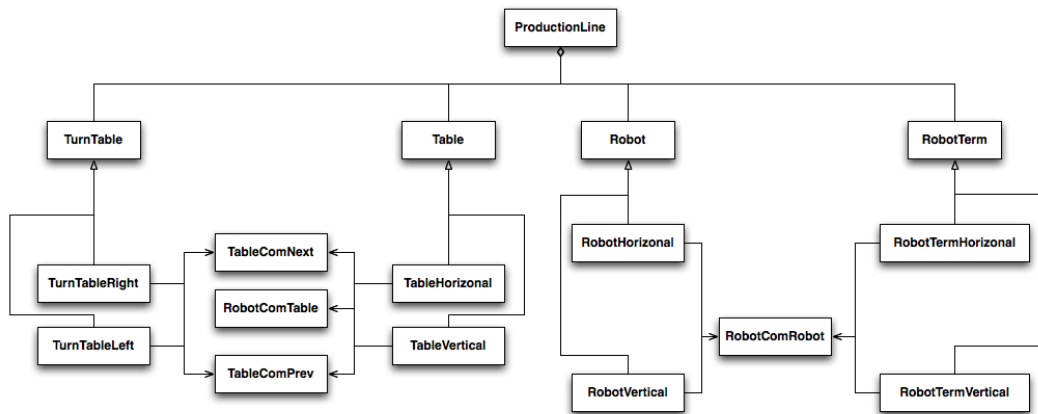 ProductionLine
TurnTable
Table
Robot
RobotTerm
TableComNext
RobotHorizonal
RobotTermHorizonal
TurnTableRight
TableHorizonal
RobotComTable
TurnTableLeft
TableVertical
RobotComRobot
TableComPrev
RobotVertical
RobotTermVertical